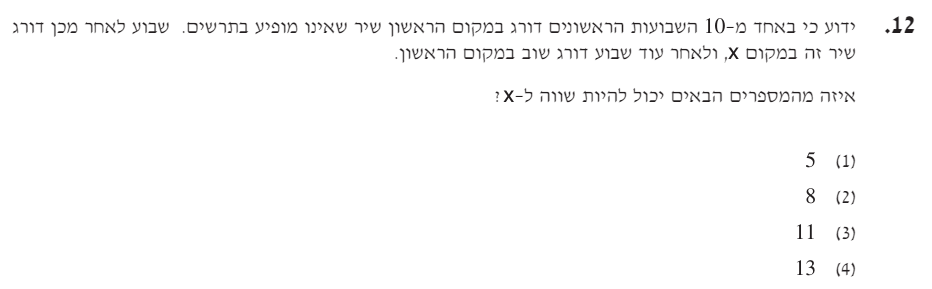 12. ידוע כי באחד מ-10 השבועות הראשונים דורג במקום הראשון שיר שאינו מופיע בתרשים. שבוע לאחר מכן דורג
שיר זה במקום X, ולאחר עוד שבוע דורג שוב במקום הראשון.
איזה מהמספרים הבאים יכול להיות שווה ל-X?
(1) 5
(2) 8
(3) 11
(4) 13